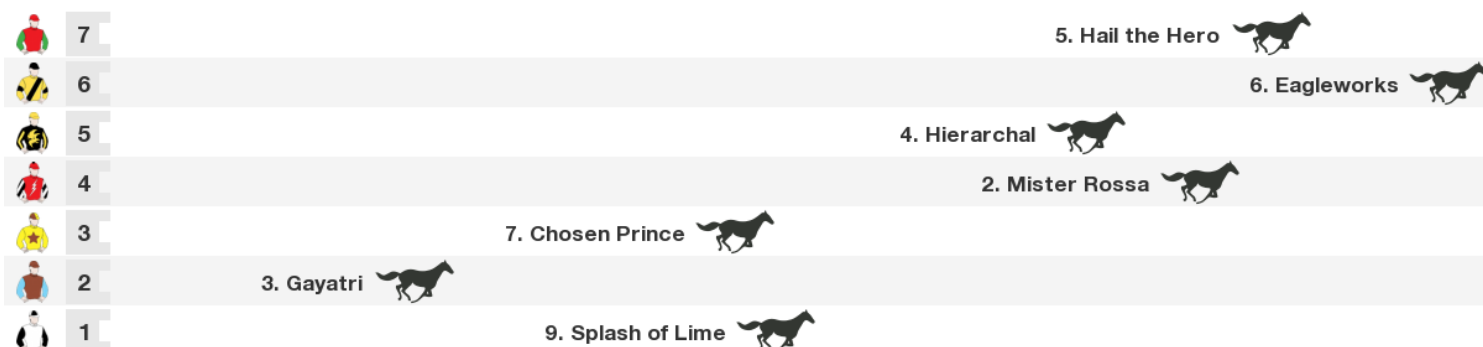 7 5. Hail the Hero
6 6. Eagleworks
5 4. Hierarchal
4 2. Mister Rossa
3 7. Chosen Prince
2 3. Gayatri
1 9. Splash of Lime